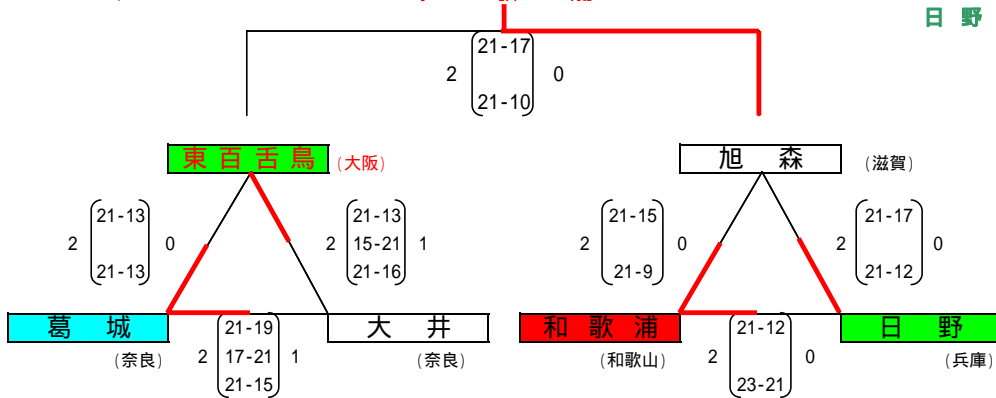 日 野
21-17
2 0
21-10
東 百 舌 鳥 (大阪)
旭 森 (滋賀)
21-13
2 0
21-13
21-13
2 15-21 1
21-16
21-15
2 0
21-9
21-17
2 0
21-12
葛 城
(奈良)
21-19
2 17-21 1
21-15
大 井
(奈良)
和 歌 浦
(和歌山)
21-12
2 0
23-21
日 野
(兵庫)